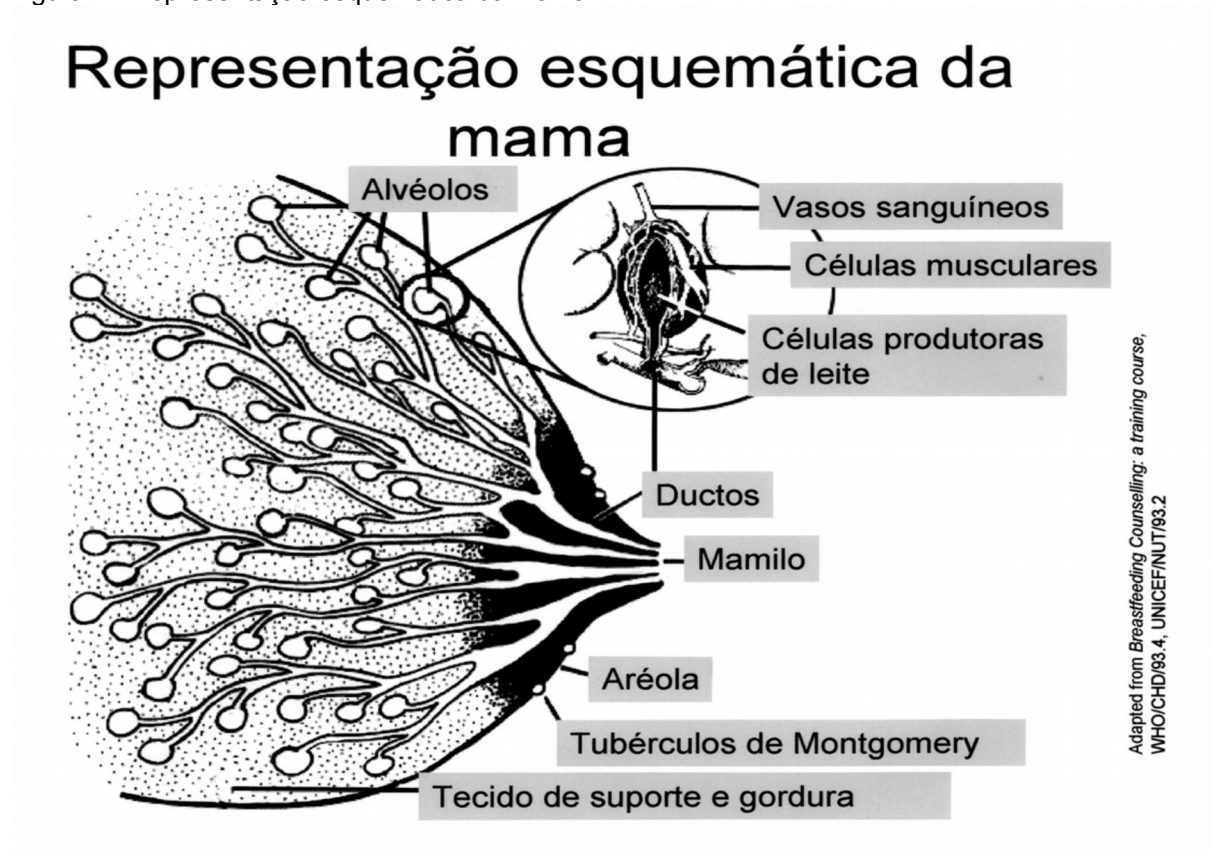 Representação esquemática da
mama
Alvéolos
Vasos sanguíneos
Células musculares
Células produtoras
de leite
Ductos
Mamilo
Aréola
Tubérculos de Montgomery
Tecido de suporte e gordura
Adapted from Breastfeeding Counselling: a training course,
WHO/CHD/93.4, UNICEF/NUT/93.2